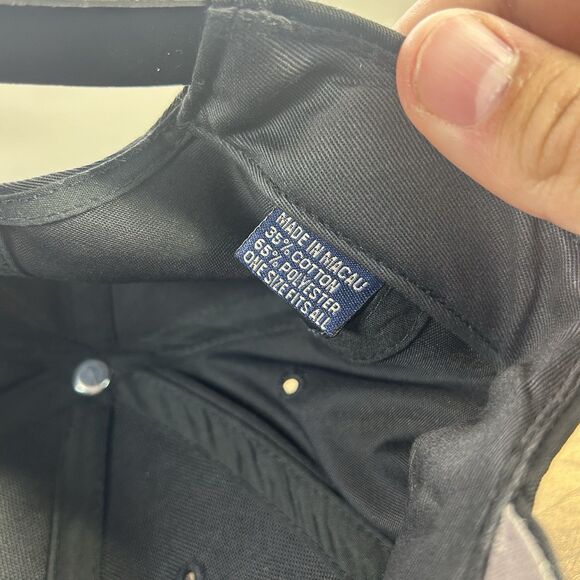 MADE IN MACAU
35% COTTON
65% POLYESTER
ONE SIZE FITS ALL